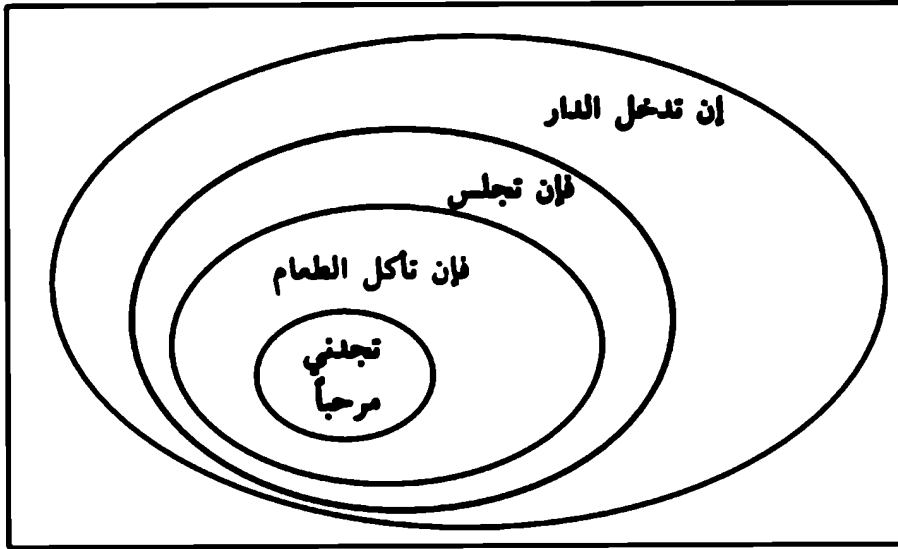 إن تدخل الدار
فإن تجلس
فإن تأكل الطعام
تجدني
مرحباً